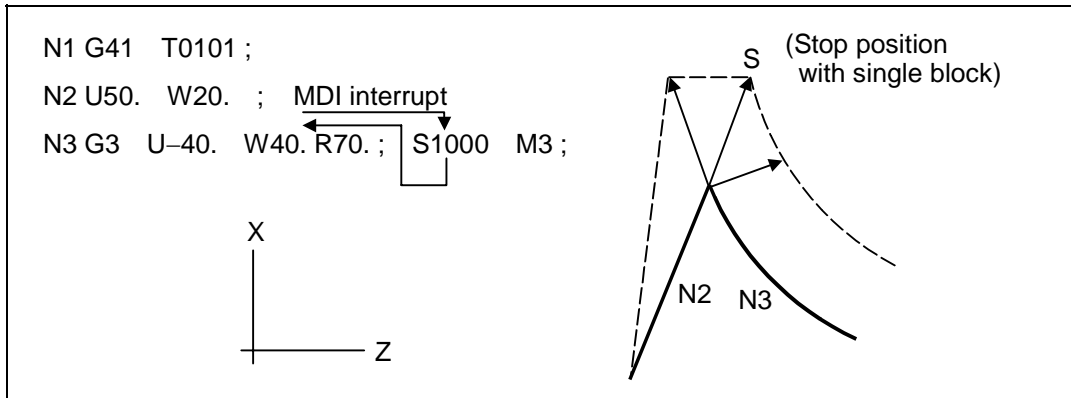 N1 G41 T0101 ;
N2 U50. W20. ; MDI interrupt
N3 G3 U−40. W40. R70. ; S1000 M3 ;
X
Z
S
(Stop position
with single block)
N2
N3